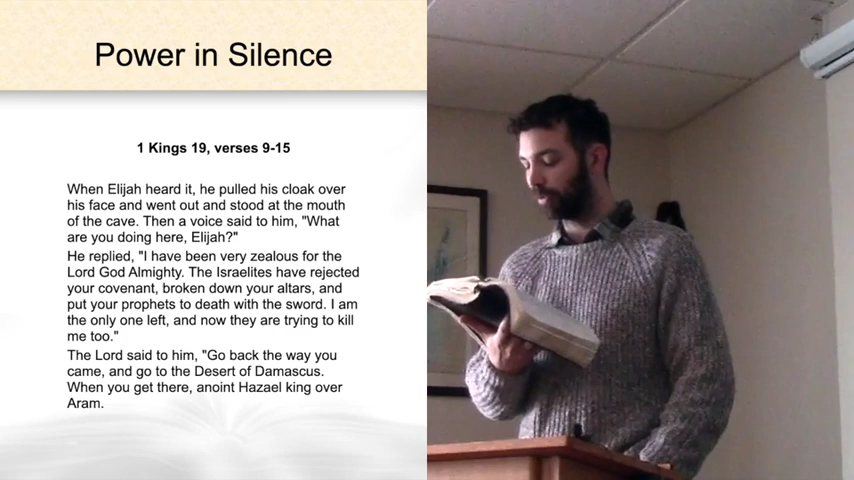 Power in Silence
1 Kings 19, verses 9-15
When Elijah heard it, he pulled his cloak over
his face and went out and stood at the mouth
of the cave. Then a voice said to him, "What
are you doing here, Elijah?"
He replied, "I have been very zealous for the
Lord God Almighty. The Israelites have rejected
your covenant, broken down your altars, and
put your prophets to death with the sword. I am
the only one left, and now they are trying to kill
me too."
The Lord said to him, "Go back the way you
came, and go to the Desert of Damascus.
When you get there, anoint Hazael king over
Aram.